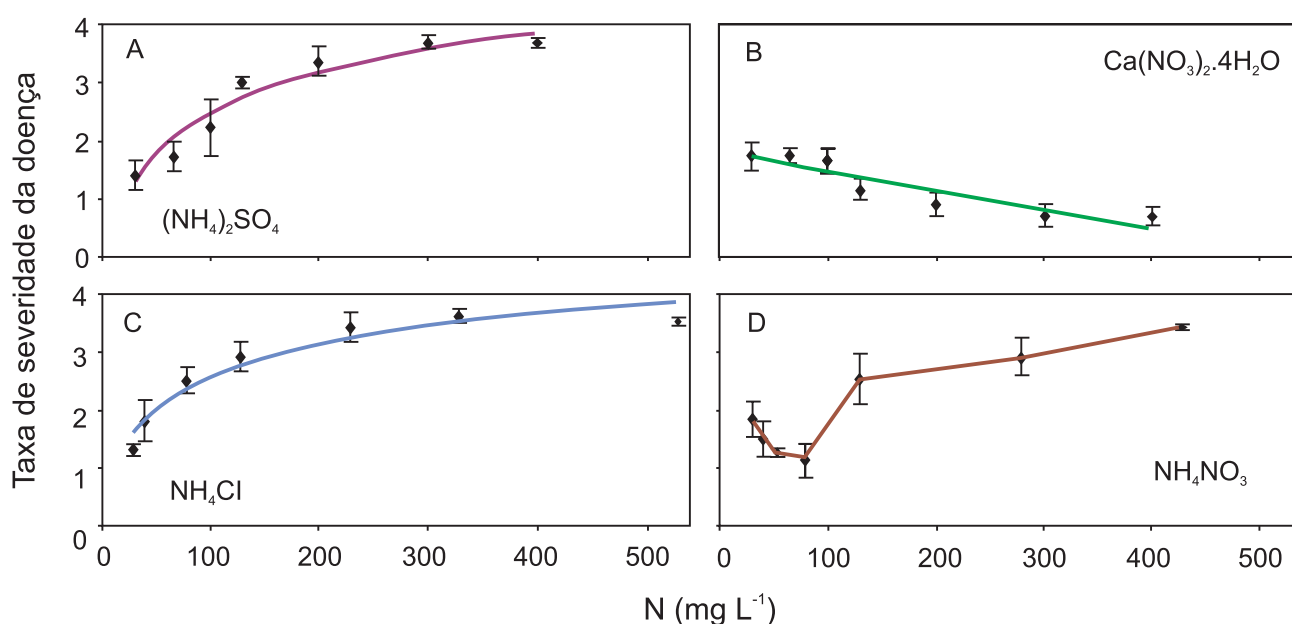 Taxa de severidade da doença
A
(NH₄)₂SO₄
4
3
2
1
0
B
Ca(NO₃)₂.4H₂O
C
NH₄Cl
4
3
2
1
0
D
NH₄NO₃
0 100 200 300 400 500
0 100 200 300 400 500
N (mg L⁻¹)